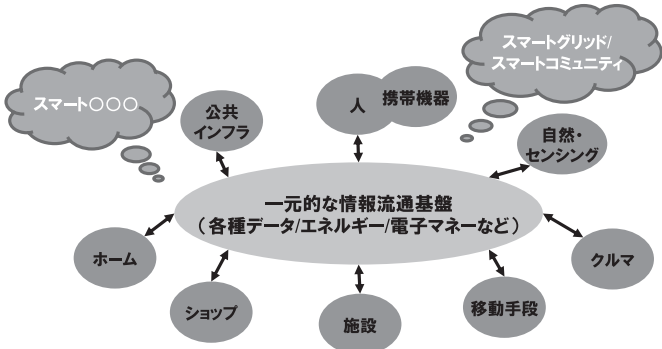 スマートグリッド/
スマートコミュニティ
スマート○○○
公共
インフラ
人
携帯機器
自然・
センシング
一元的な情報流通基盤
（各種データ/エネルギー/電子マネーなど）
ホーム
クルマ
ショップ
施設
移動手段